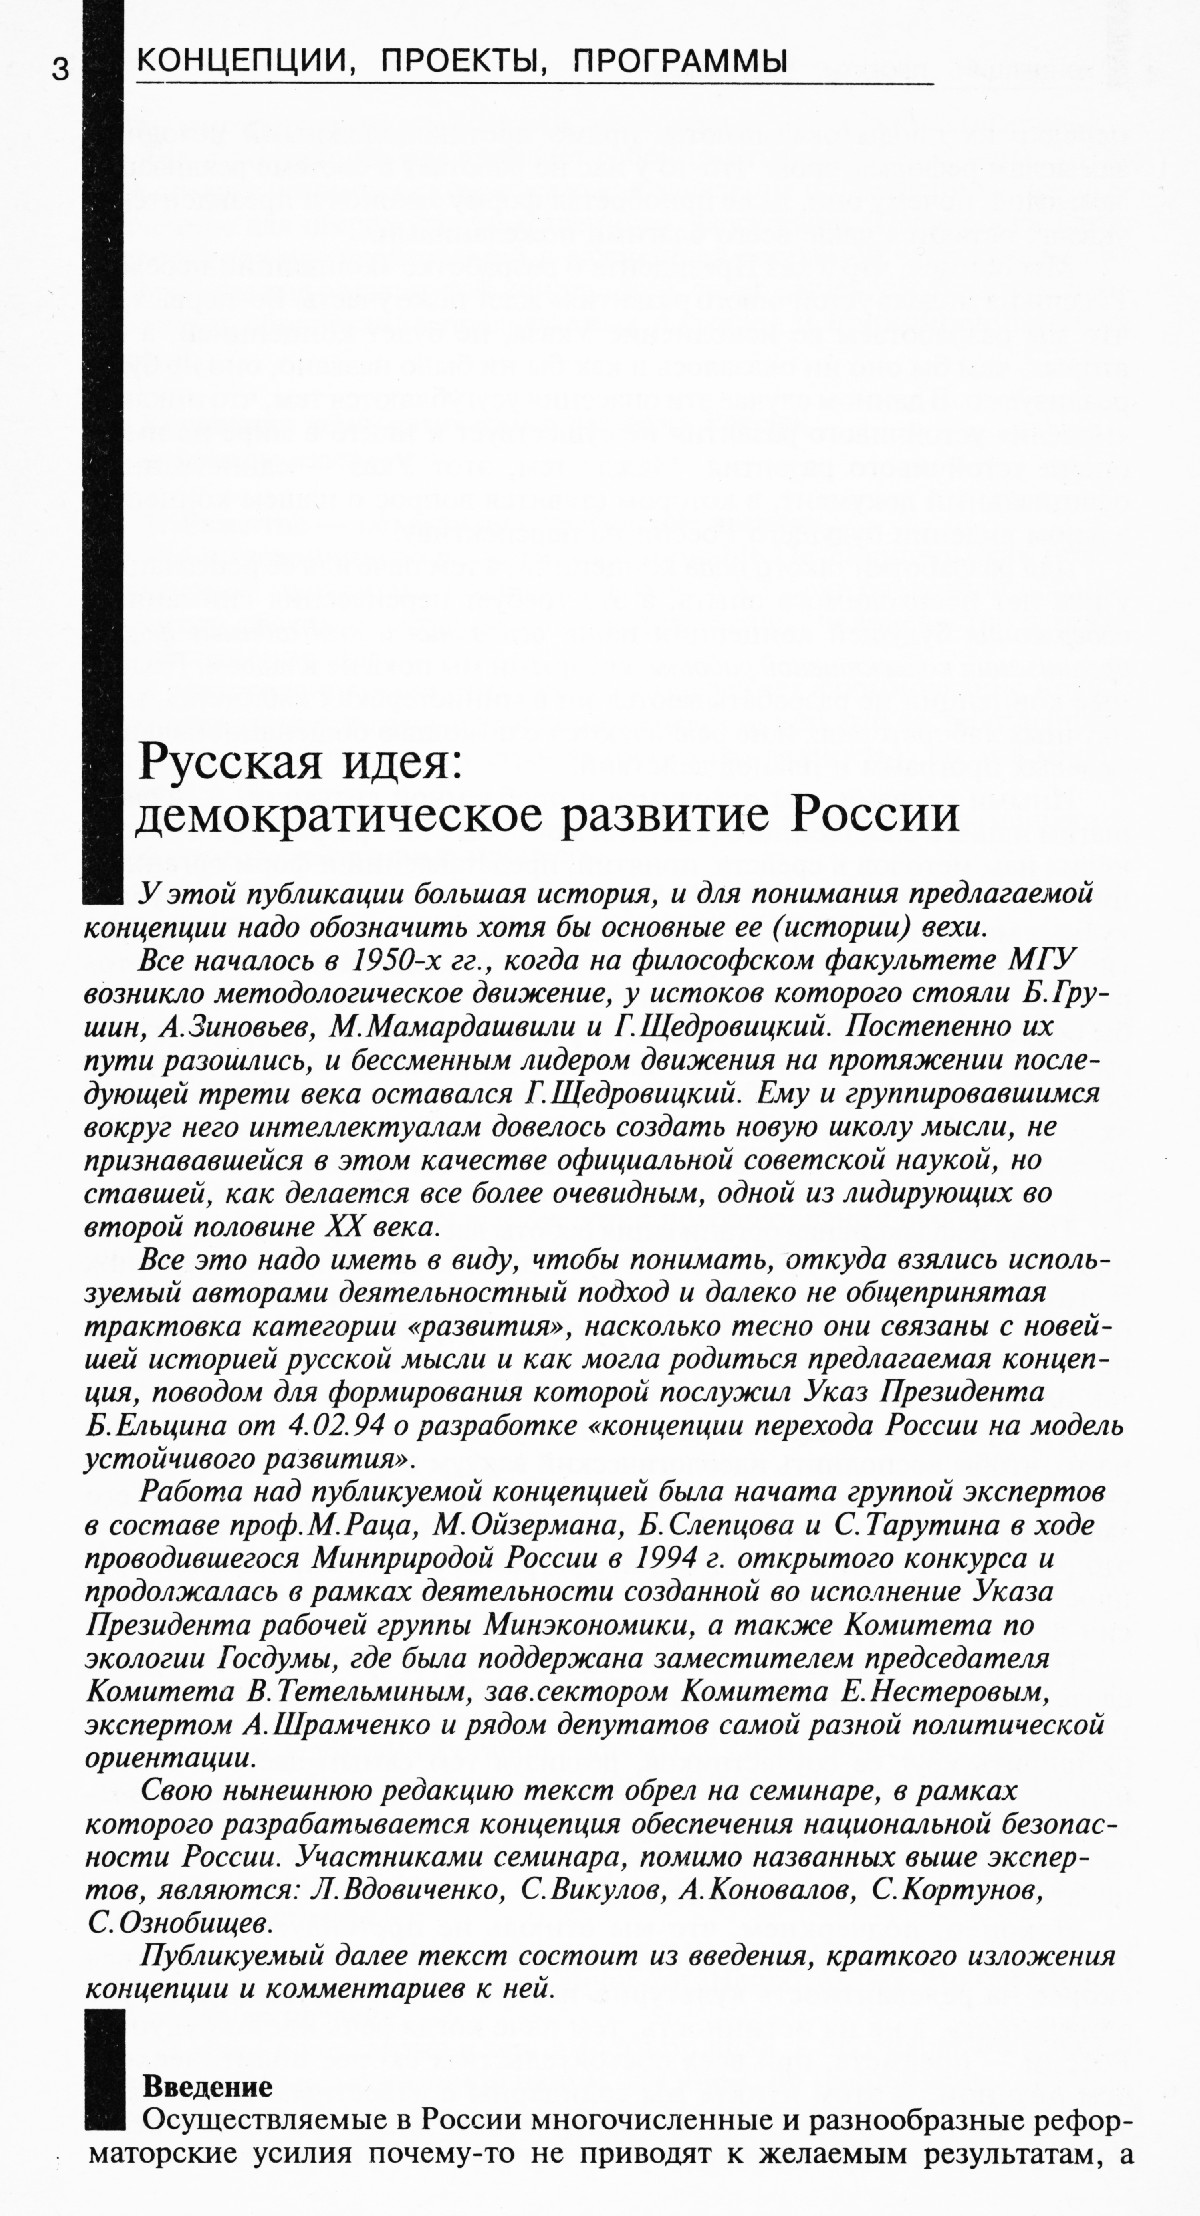 3
КОНЦЕПЦИИ, ПРОЕКТЫ, ПРОГРАММЫ
Русская идея:
демократическое развитие России
У этой публикации большая история, и для понимания предлагаемой
концепции надо обозначить хотя бы основные ее (истории) вехи.
Все началось в 1950-х гг., когда на философском факультете МГУ
возникло методологическое движение, у истоков которого стояли Б.Гру-
шин, А.Зиновьев, М.Мамардашвили и Г.Щедровицкий. Постепенно их
пути разошлись, и бессменным лидером движения на протяжении после-
дующей трети века оставался Г.Щедровицкий. Ему и группировавшимся
вокруг него интеллектуалам довелось создать новую школу мысли, не
признававшейся в этом качестве официальной советской наукой, но
ставшей, как делается все более очевидным, одной из лидирующих во
второй половине XX века.
Все это надо иметь в виду, чтобы понимать, откуда взялись исполь-
зуемый авторами деятельностный подход и далеко не общепринятая
трактовка категории «развития», насколько тесно они связаны с новей-
шей историей русской мысли и как могла родиться предлагаемая концеп-
ция, поводом для формирования которой послужил Указ Президента
Б.Ельцина от 4.02.94 о разработке «концепции перехода России на модель
устойчивого развития».
Работа над публикуемой концепцией была начата группой экспертов
в составе проф.М.Раца, М.Ойзермана, Б.Слепцова и С.Тарутина в ходе
проводившегося Минприродой России в 1994 г. открытого конкурса и
продолжалась в рамках деятельности созданной во исполнение Указа
Президента рабочей группы Минэкономики, а также Комитета по
экологии Госдумы, где была поддержана заместителем председателя
Комитета В.Тетельминым, зав.сектором Комитета Е.Нестеровым,
экспертом А.Шрамченко и рядом депутатов самой разной политической
ориентации.
Свою нынешнюю редакцию текст обрел на семинаре, в рамках
которого разрабатывается концепция обеспечения национальной безопас-
ности России. Участниками семинара, помимо названных выше экспер-
тов, являются: Л.Вдовиченко, С.Викулов, А.Коновалов, С.Кортунов,
С.Ознобищев.
Публикуемый далее текст состоит из введения, краткого изложения
концепции и комментариев к ней.
Введение
Осуществляемые в России многочисленные и разнообразные рефор-
маторские усилия почему-то не приводят к желаемым результатам, а